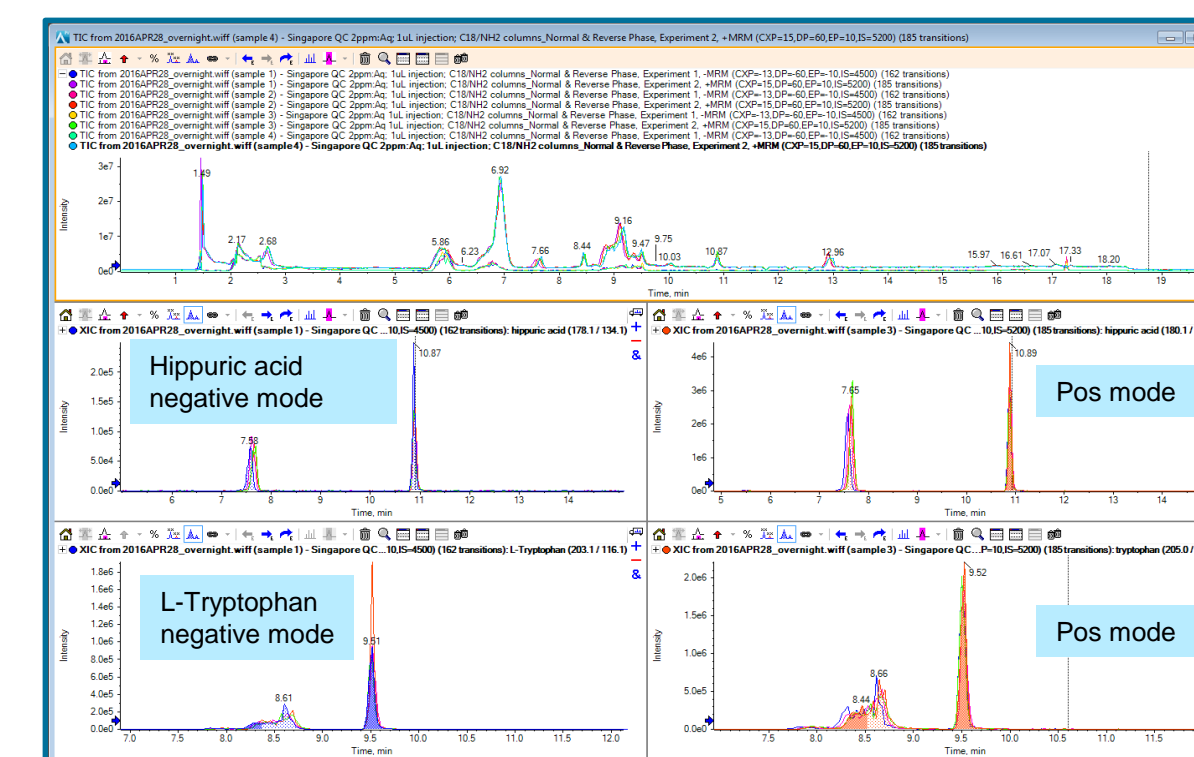 TIC from 2016APR28_overnight.wiff (sample 4) - Singapore QC 2ppm:Aq; 1uL injection; C18/NH2 columns_Normal & Reverse Phase, Experiment 2, +MRM (CXP=15,DP=60,EP=10,IS=5200) (185 transitions)
TIC from 2016APR28_overnight.wiff (sample 1) - Singapore QC 2ppm:Aq; 1uL injection; C18/NH2 columns_Normal & Reverse Phase, Experiment 1, -MRM (CXP=-13,DP=-60,EP=-10,IS=4500) (162 transitions)
TIC from 2016APR28_overnight.wiff (sample 1) - Singapore QC 2ppm:Aq; 1uL injection; C18/NH2 columns_Normal & Reverse Phase, Experiment 2, +MRM (CXP=15,DP=60,EP=10,IS=5200) (185 transitions)
TIC from 2016APR28_overnight.wiff (sample 2) - Singapore QC 2ppm:Aq; 1uL injection; C18/NH2 columns_Normal & Reverse Phase, Experiment 1, -MRM (CXP=-13,DP=-60,EP=-10,IS=4500) (162 transitions)
TIC from 2016APR28_overnight.wiff (sample 2) - Singapore QC 2ppm:Aq; 1uL injection; C18/NH2 columns_Normal & Reverse Phase, Experiment 2, +MRM (CXP=15,DP=60,EP=10,IS=5200) (185 transitions)
TIC from 2016APR28_overnight.wiff (sample 3) - Singapore QC 2ppm:Aq; 1uL injection; C18/NH2 columns_Normal & Reverse Phase, Experiment 1, -MRM (CXP=-13,DP=-60,EP=-10,IS=4500) (162 transitions)
TIC from 2016APR28_overnight.wiff (sample 3) - Singapore QC 2ppm:Aq 1uL injection; C18/NH2 columns_Normal & Reverse Phase, Experiment 2, +MRM (CXP=15,DP=60,EP=10,IS=5200) (185 transitions)
TIC from 2016APR28_overnight.wiff (sample 4) - Singapore QC 2ppm:Aq; 1uL injection; C18/NH2 columns_Normal & Reverse Phase, Experiment 1, -MRM (CXP=-13,DP=-60,EP=-10,IS=4500) (162 transitions)
TIC from 2016APR28_overnight.wiff (sample 4) - Singapore QC 2ppm:Aq; 1uL injection; C18/NH2 columns_Normal & Reverse Phase, Experiment 2, +MRM (CXP=15,DP=60,EP=10,IS=5200) (185 transitions)
Intensity
3e7
2e7
1e7
0e0
1.49 2.17 2.68 5.86 6.23 6.92 7.66 8.44 9.16 9.47 9.75 10.03 10.87 12.96 15.97 16.61 17.07 17.33 18.20
1 2 3 4 5 6 7 8 9 10 11 12 13 14 15 16 17 18 19
Time, min
XIC from 2016APR28_overnight.wiff (sample 1) - Singapore QC ...10,IS=4500) (162 transitions): hippuric acid (178.1 / 134.1)
Hippuric acid
negative mode
Intensity
2.0e5
1.5e5
1.0e5
5.0e4
0.0e0
7.58 10.87
6 7 8 9 10 11 12 13 14
Time, min
XIC from 2016APR28_overnight.wiff (sample 3) - Singapore QC ...10,IS=5200) (185 transitions): hippuric acid (180.1 /
Pos mode
Intensity
4e6
3e6
2e6
1e6
0e0
7.65 10.89
5 6 7 8 9 10 11 12 13 14
Time, min
XIC from 2016APR28_overnight.wiff (sample 1) - Singapore QC...10,IS=4500) (162 transitions): L-Tryptophan (203.1 / 116.1)
L-Tryptophan
negative mode
Intensity
1.8e6
1.6e6
1.4e6
1.2e6
1.0e6
8.0e5
6.0e5
4.0e5
2.0e5
0.0e0
8.61 9.51
7.0 7.5 8.0 8.5 9.0 9.5 10.0 10.5 11.0 11.5 12.0
Time, min
XIC from 2016APR28_overnight.wiff (sample 3) - Singapore QC...P=10,IS=5200) (185 transitions): tryptophan (205.0 /
Pos mode
Intensity
2.0e6
1.5e6
1.0e6
5.0e5
0.0e0
8.44 8.66 9.52
7.5 8.0 8.5 9.0 9.5 10.0 10.5 11.0 11.5
Time, min